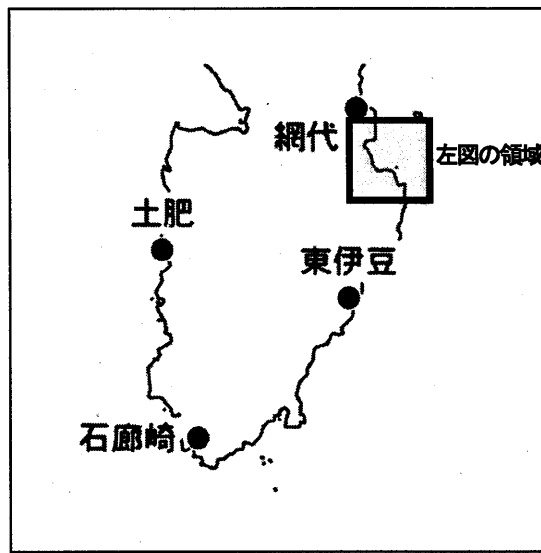 網代
左図の領域
土肥
東伊豆
石廊崎